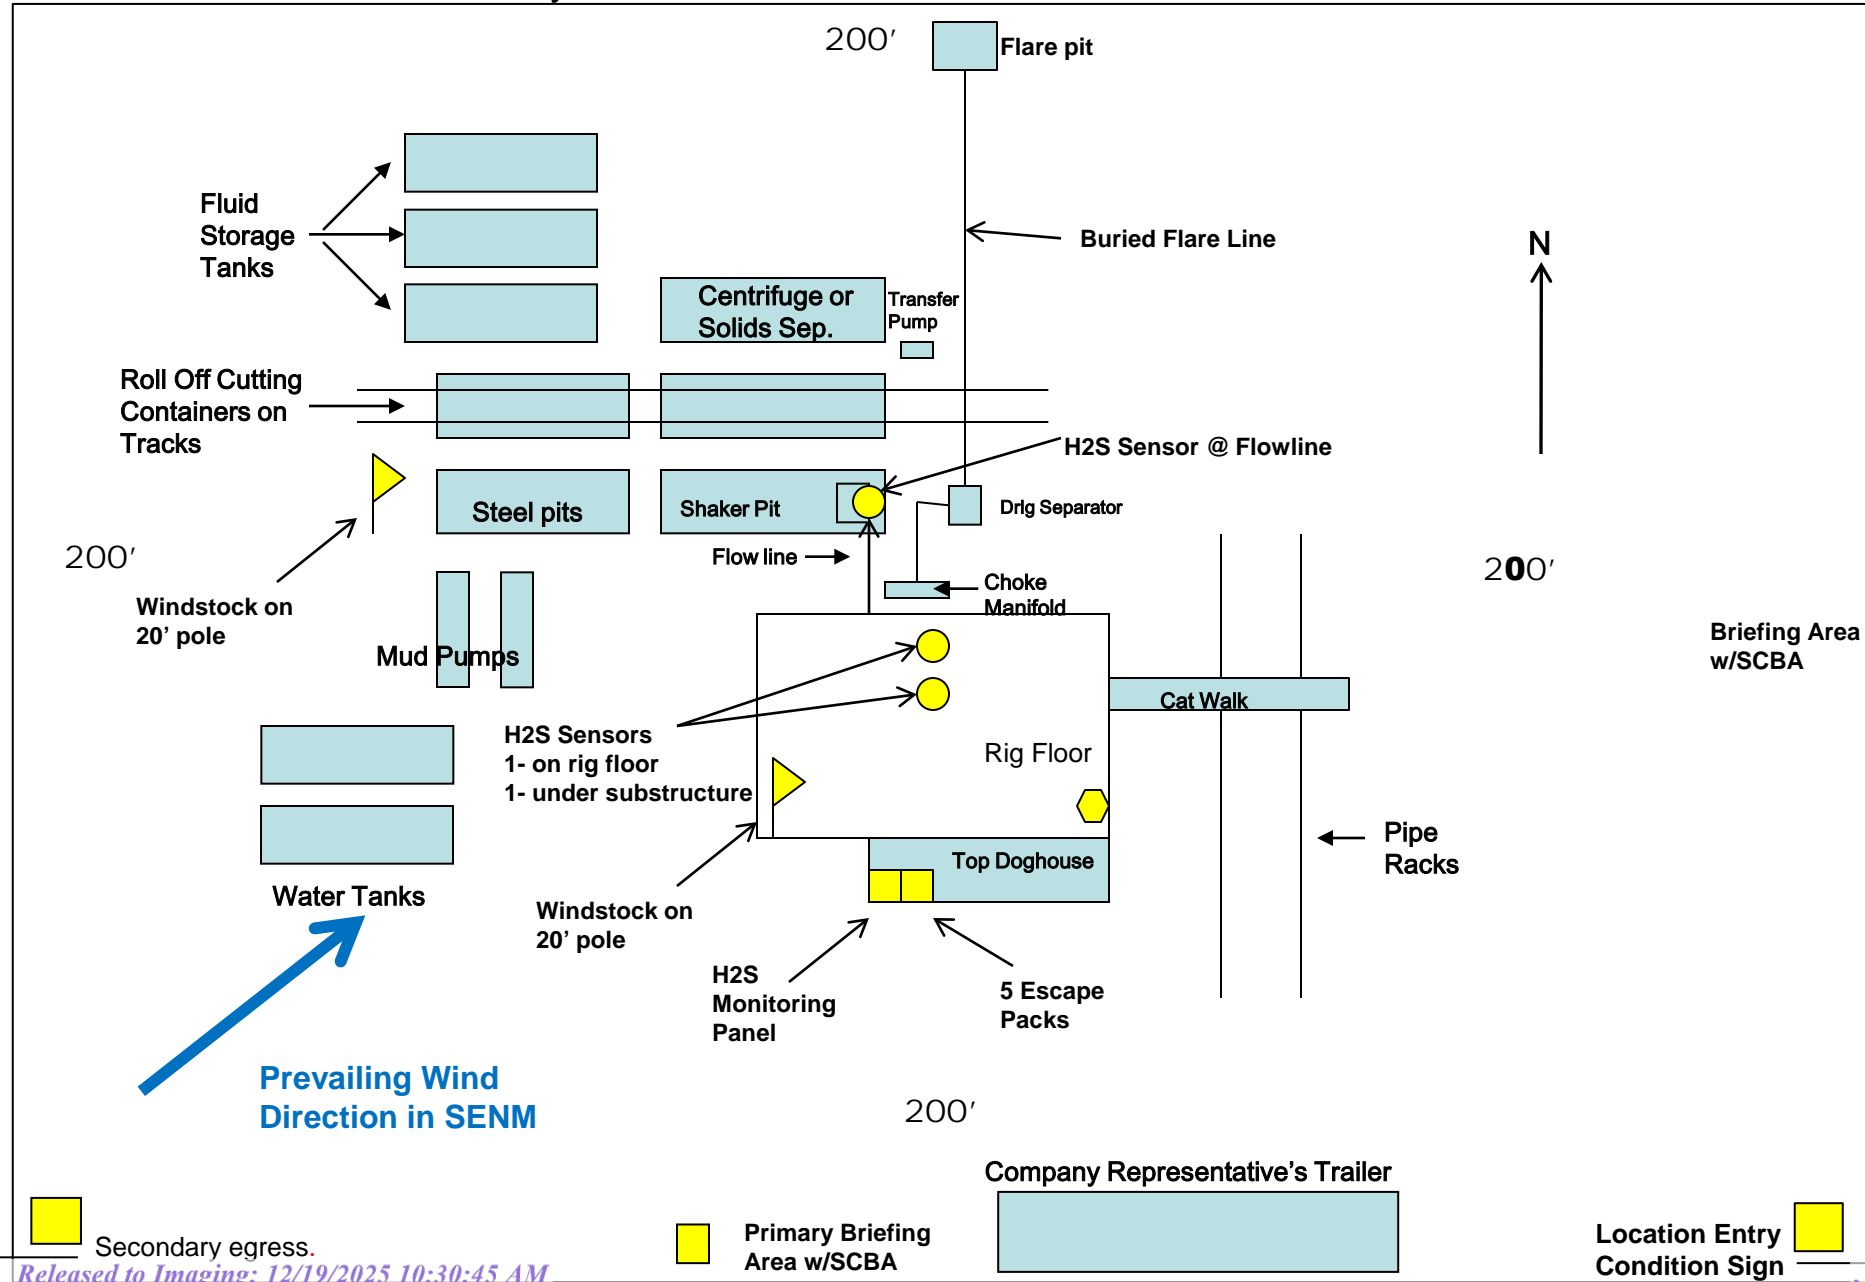 200'
Flare pit
Fluid
Storage
Tanks
Buried Flare Line
N
Centrifuge or
Solids Sep.
Transfer
Pump
Roll Off Cutting
Containers on
Tracks
H2S Sensor @ Flowline
Steel pits
Shaker Pit
Drlg Separator
200'
Flow line
200'
Windstock on
20' pole
Choke
Manifold
Mud Pumps
Briefing Area
w/SCBA
Cat Walk
H2S Sensors
1- on rig floor
1- under substructure
Rig Floor
Pipe
Racks
Top Doghouse
Water Tanks
Windstock on
20' pole
H2S
Monitoring
Panel
5 Escape
Packs
Prevailing Wind
Direction in SENM
200'
Company Representative's Trailer
Secondary egress.
Primary Briefing
Area w/SCBA
Location Entry
Condition Sign
Released to Imaging: 12/19/2025 10:30:45 AM